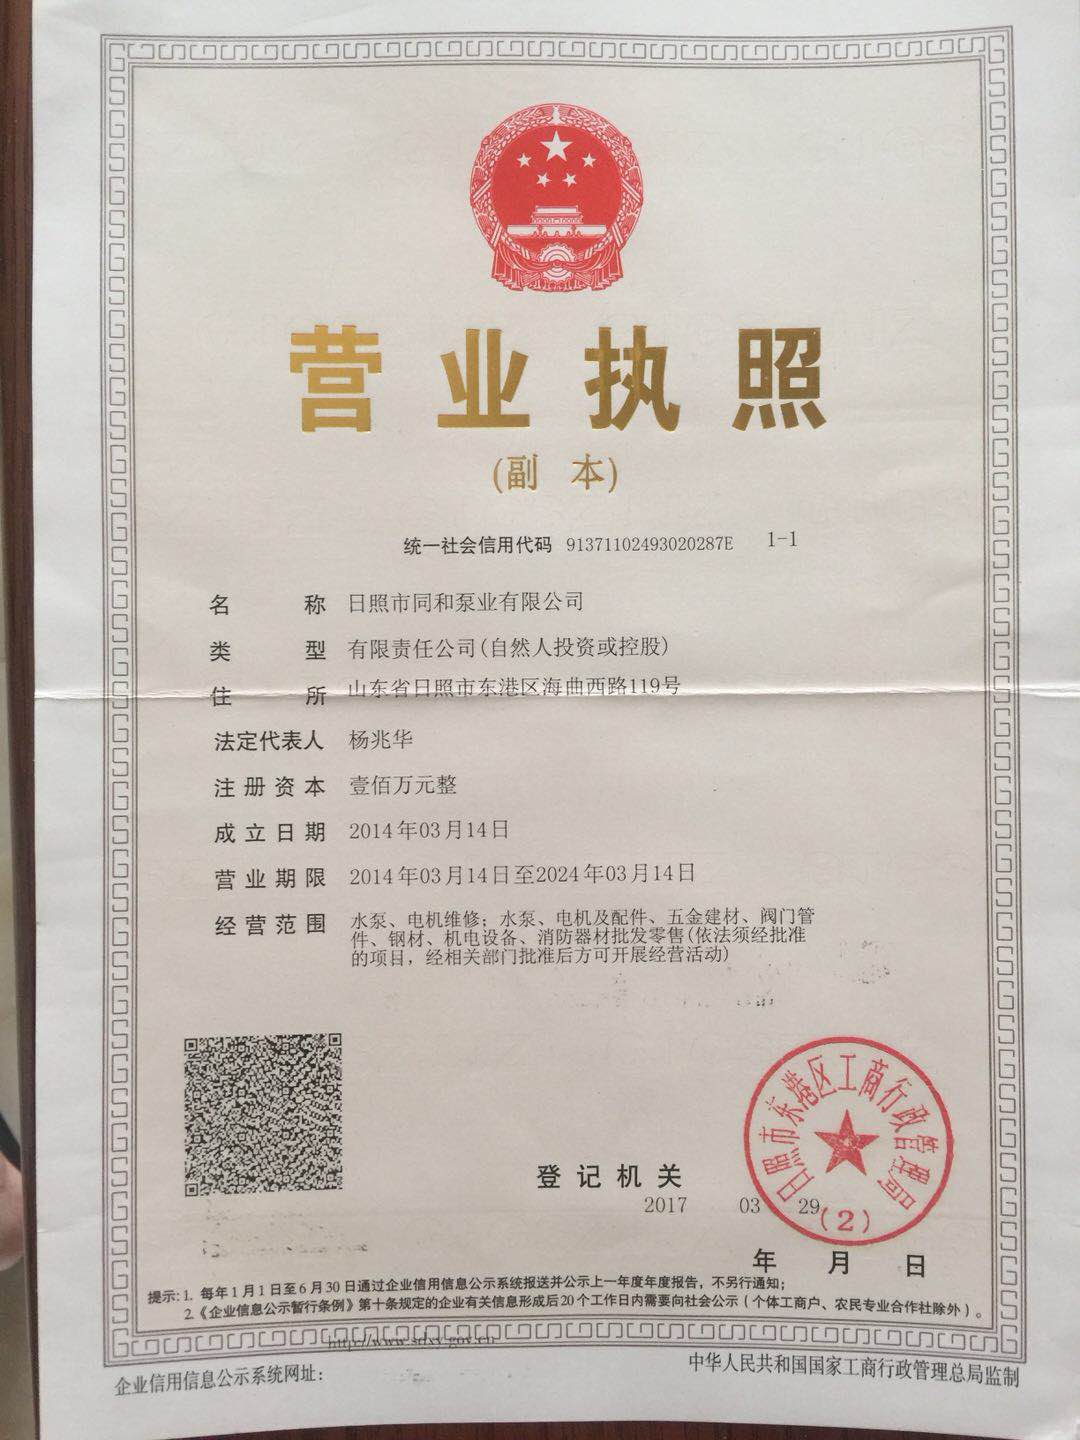 营业执照
(副 本)
统一社会信用代码 91371102493020287E 1-1
名 称 日照市同和泵业有限公司
类 型 有限责任公司(自然人投资或控股)
住 所 山东省日照市东港区海曲西路119号
法定代表人 杨兆华
注册资本 壹佰万元整
成立日期 2014年03月14日
营业期限 2014年03月14日至2024年03月14日
经营范围 水泵、电机维修；水泵、电机及配件、五金建材、阀门管
件、钢材、机电设备、消防器材批发零售(依法须经批准
的项目，经相关部门批准后方可开展经营活动)
日照市东港区工商行政管理局
(2)
登记机关
2017 03 29
年 月 日
提示：1. 每年1月1日至6月30日通过企业信用信息公示系统报送并公示上一年度年度报告，不另行通知；
2.《企业信息公示暂行条例》第十条规定的企业有关信息形成后20个工作日内需要向社会公示（个体工商户、农民专业合作社除外）。
http://www.sdxy.gov.cn
企业信用信息公示系统网址：
中华人民共和国国家工商行政管理总局监制